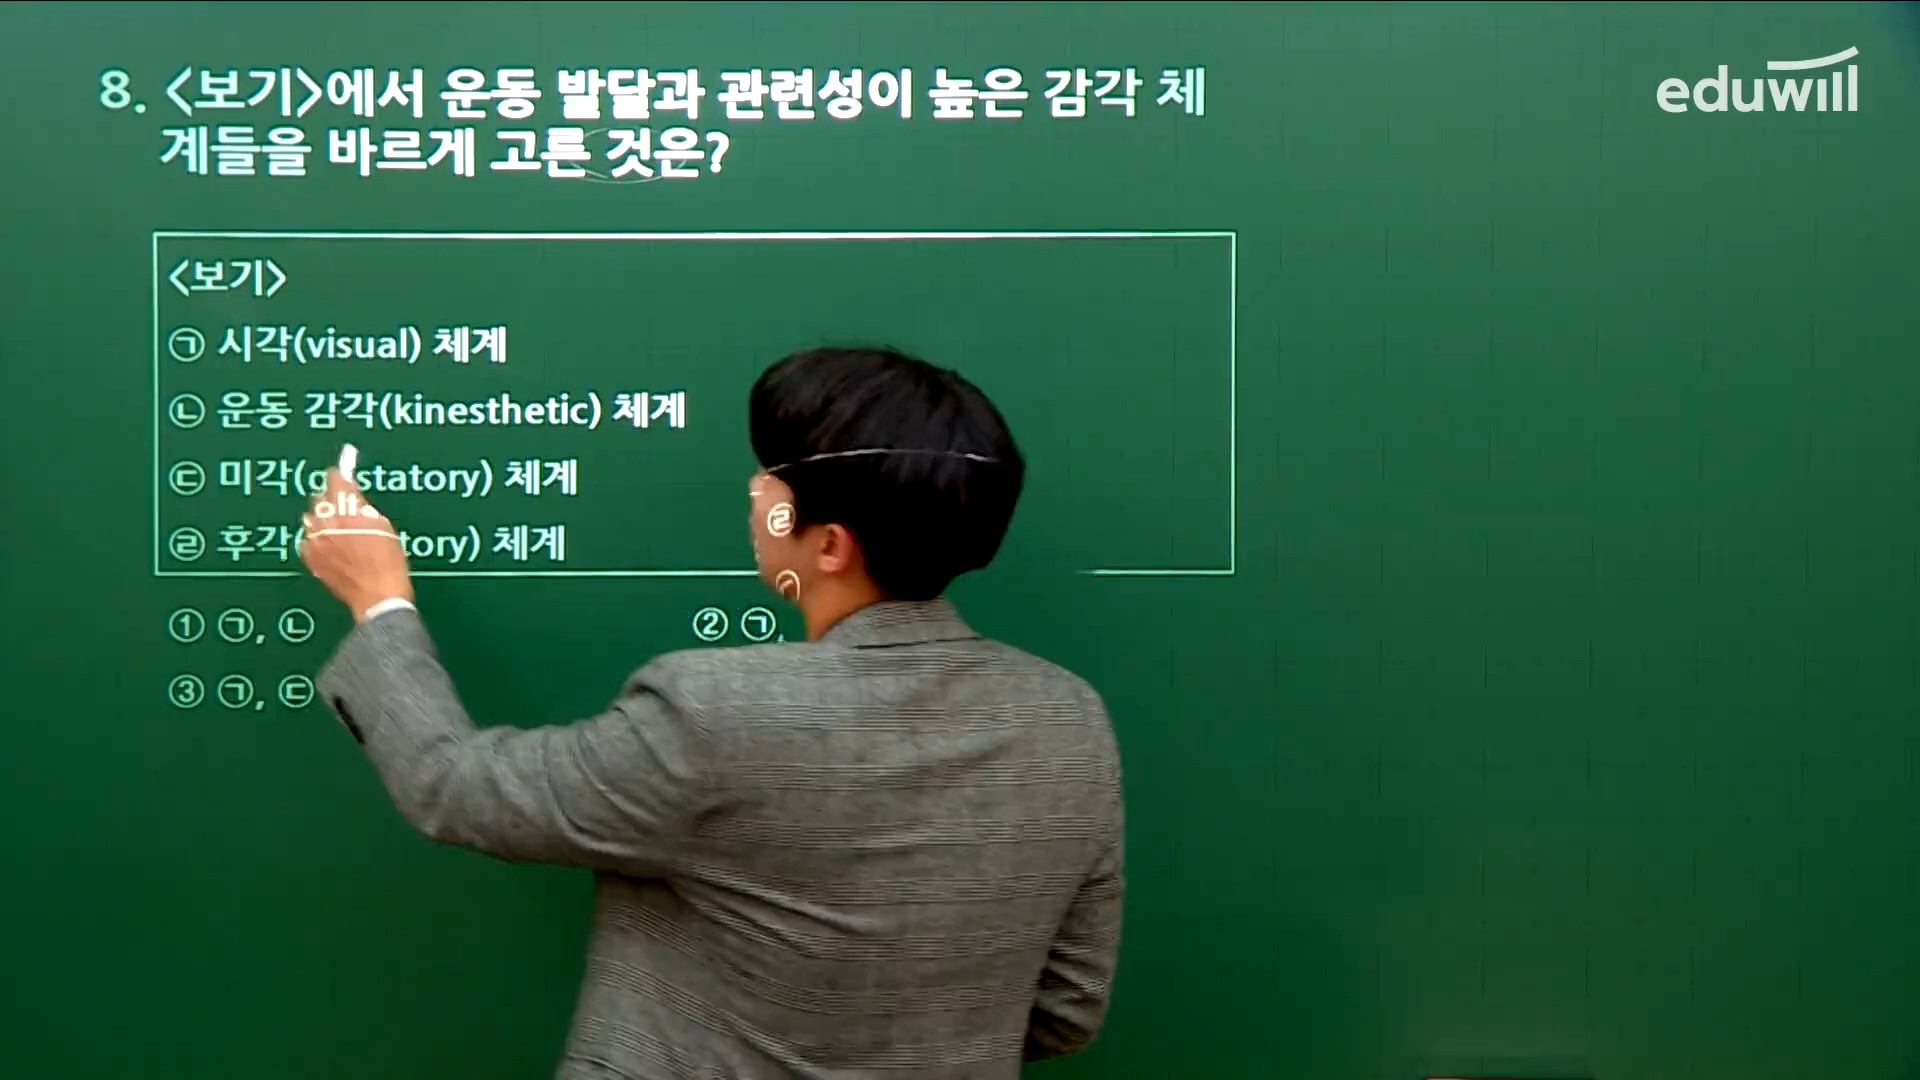 eduwill
8. <보기>에서 운동 발달과 관련성이 높은 감각 체
계들을 바르게 고른 것은?
<보기>
㉠ 시각(visual) 체계
㉡ 운동 감각(kinesthetic) 체계
㉢ 미각(g statory) 체계
㉣ 후각( tory) 체계
① ㉠, ㉡
② ㉠,
③ ㉠, ㉢
㉣